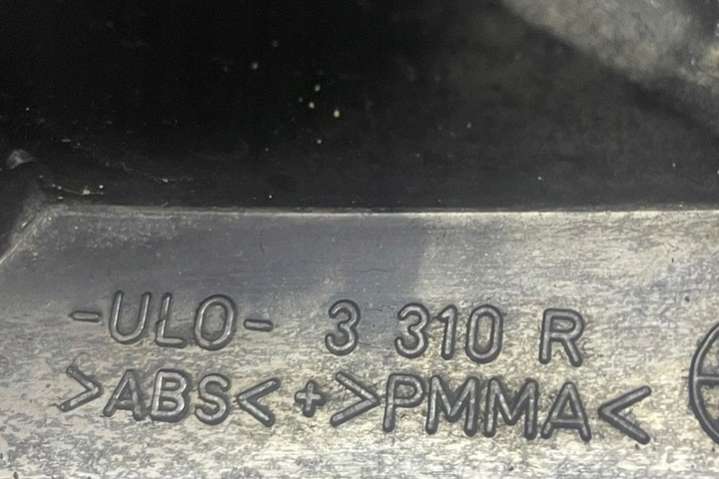 -ULO- 3 310 R
>ABS<+>PMMA<